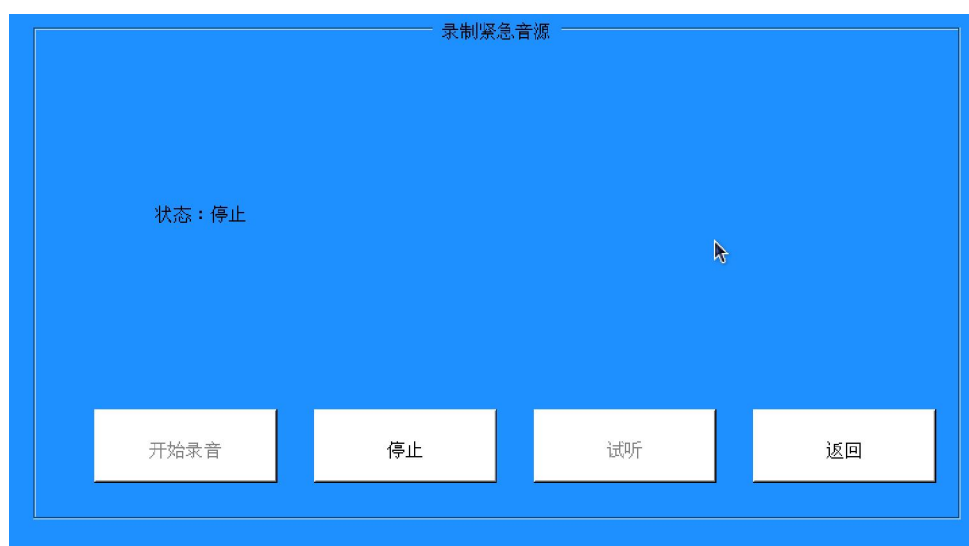 录制紧急音源
状态：停止
开始录音
停止
试听
返回